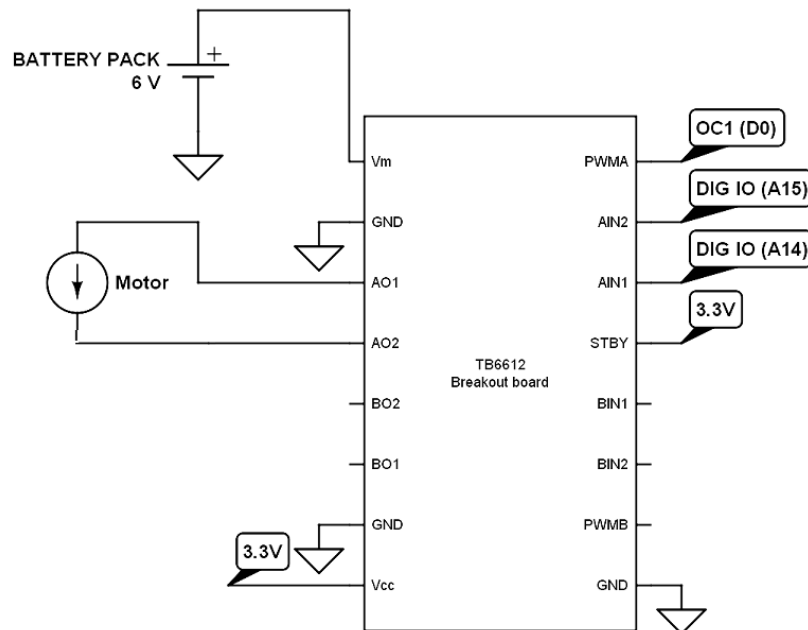 BATTERY PACK
6 V
+
OC1 (D0)
Vm
PWMA
DIG IO (A15)
GND
AIN2
DIG IO (A14)
Motor
AO1
AIN1
3.3V
AO2
STBY
TB6612
Breakout board
BO2
BIN1
BO1
BIN2
GND
PWMB
3.3V
Vcc
GND